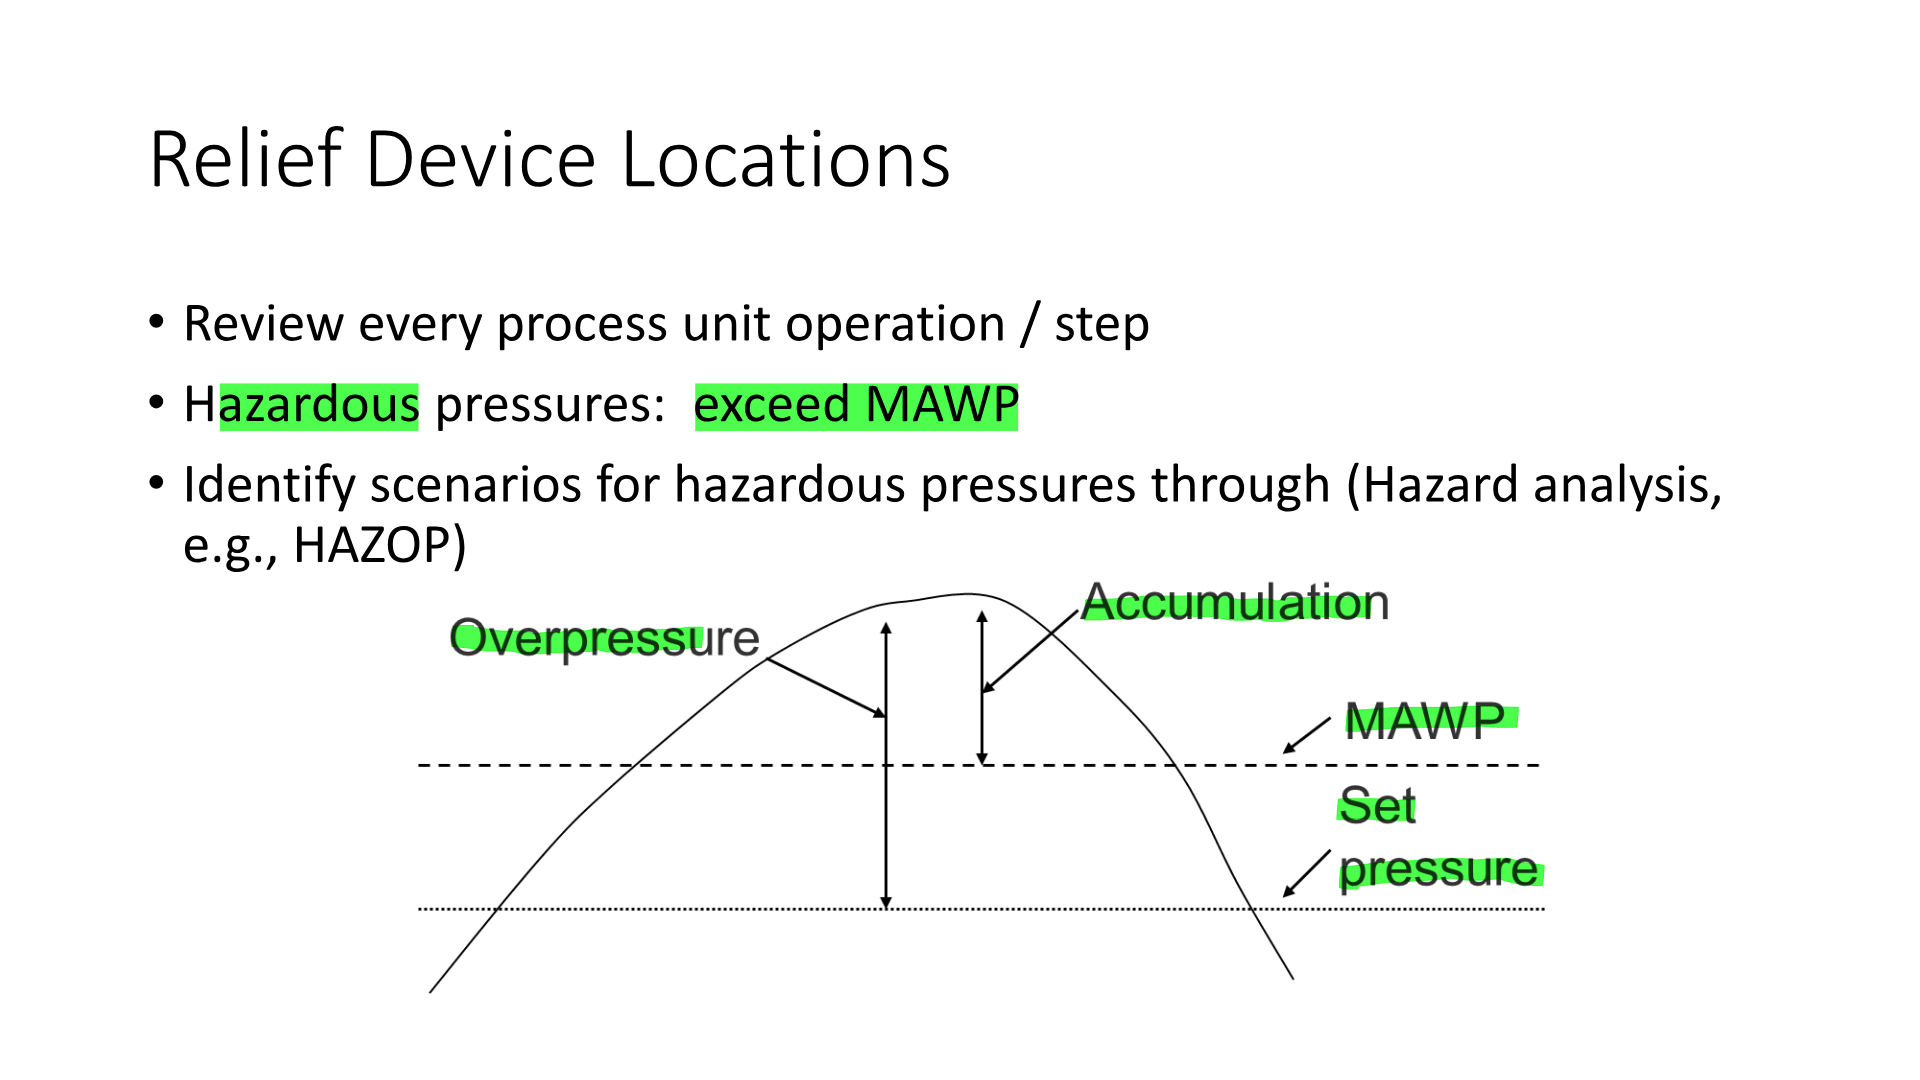 Relief Device Locations
• Review every process unit operation / step
• Hazardous pressures:  exceed MAWP
• Identify scenarios for hazardous pressures through (Hazard analysis,
e.g., HAZOP)
Accumulation
Overpressure
MAWP
Set
pressure